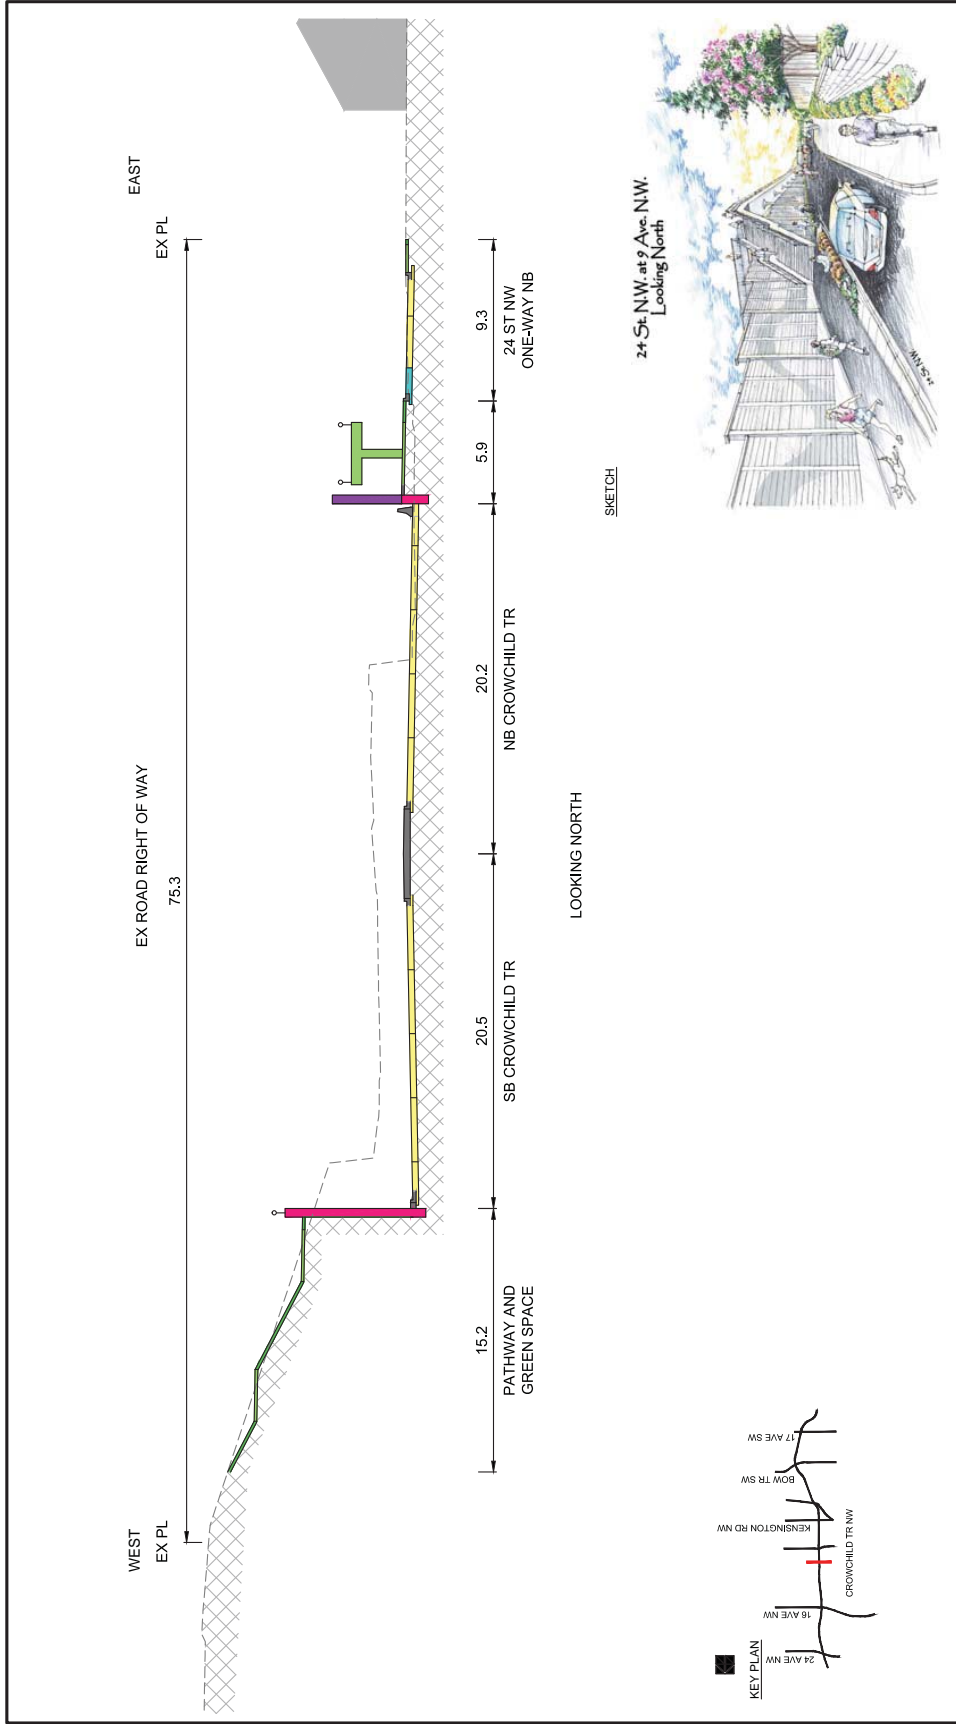 WEST
EX PL
EX ROAD RIGHT OF WAY
75.3
EAST
EX PL
15.2
PATHWAY AND
GREEN SPACE
20.5
SB CROWCHILD TR
20.2
NB CROWCHILD TR
5.9
9.3
24 ST NW
ONE-WAY NB
LOOKING NORTH
SKETCH
24 St. N.W. at 9 Ave. N.W.
Looking North
24 St. N.W.
KEY PLAN
24 AVE NW
16 AVE NW
CROWCHILD TR NW
KENSINGTON RD NW
BOW TR SW
17 AVE SW